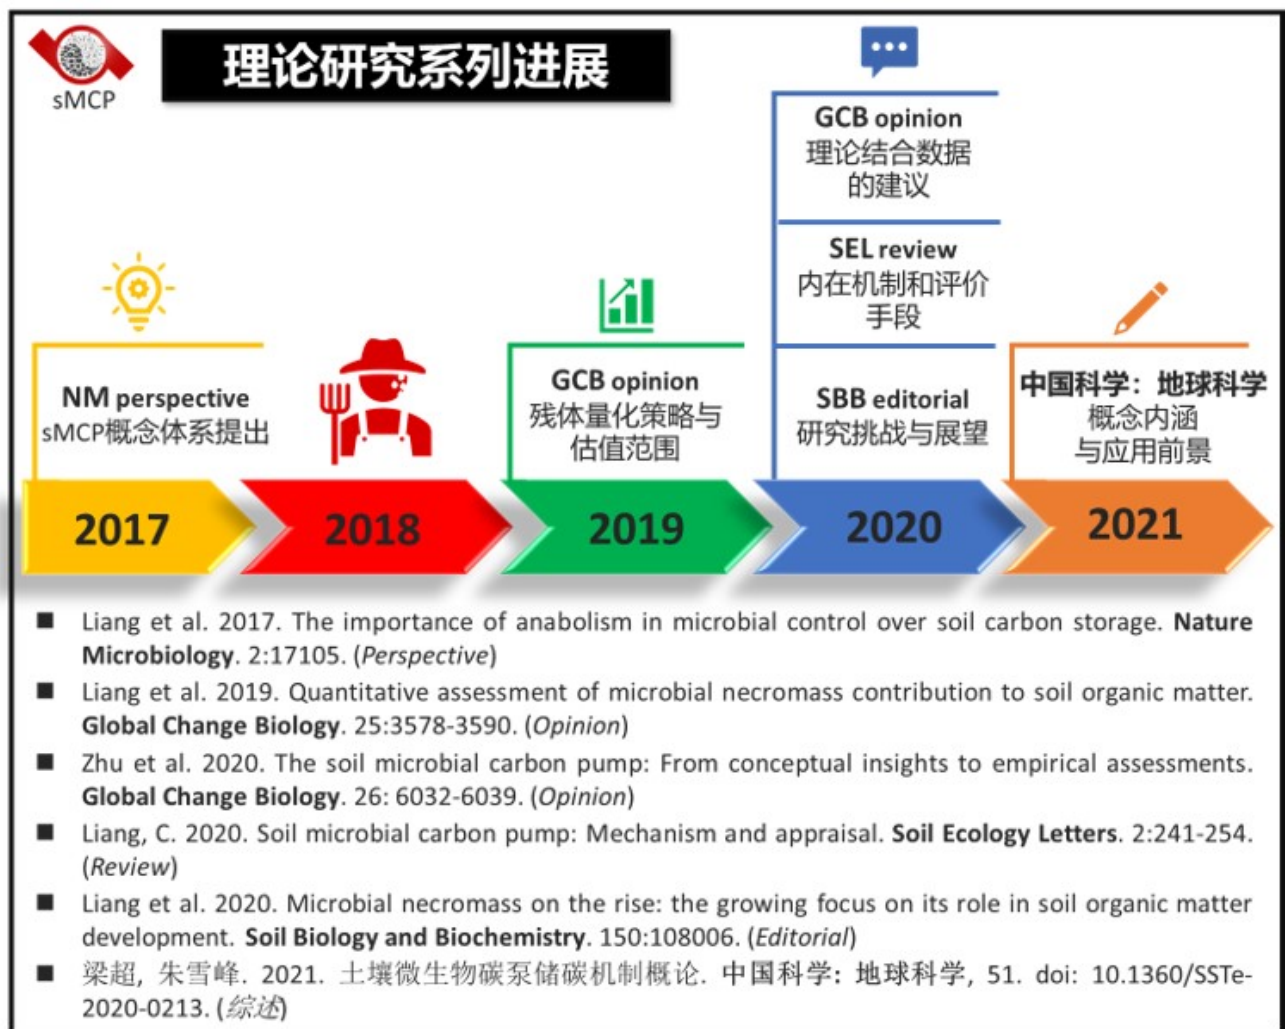 sMCP
理论研究系列进展
GCB opinion
理论结合数据
的建议
SEL review
内在机制和评价
手段
NM perspective
sMCP概念体系提出
GCB opinion
残体量化策略与
估值范围
SBB editorial
研究挑战与展望
中国科学：地球科学
概念内涵
与应用前景
2017
2018
2019
2020
2021
■ Liang et al. 2017. The importance of anabolism in microbial control over soil carbon storage. Nature
Microbiology. 2:17105. (Perspective)
■ Liang et al. 2019. Quantitative assessment of microbial necromass contribution to soil organic matter.
Global Change Biology. 25:3578-3590. (Opinion)
■ Zhu et al. 2020. The soil microbial carbon pump: From conceptual insights to empirical assessments.
Global Change Biology. 26: 6032-6039. (Opinion)
■ Liang, C. 2020. Soil microbial carbon pump: Mechanism and appraisal. Soil Ecology Letters. 2:241-254.
(Review)
■ Liang et al. 2020. Microbial necromass on the rise: the growing focus on its role in soil organic matter
development. Soil Biology and Biochemistry. 150:108006. (Editorial)
■ 梁超, 朱雪峰. 2021. 土壤微生物碳泵储碳机制概论. 中国科学: 地球科学, 51. doi: 10.1360/SSTe-
2020-0213. (综述)